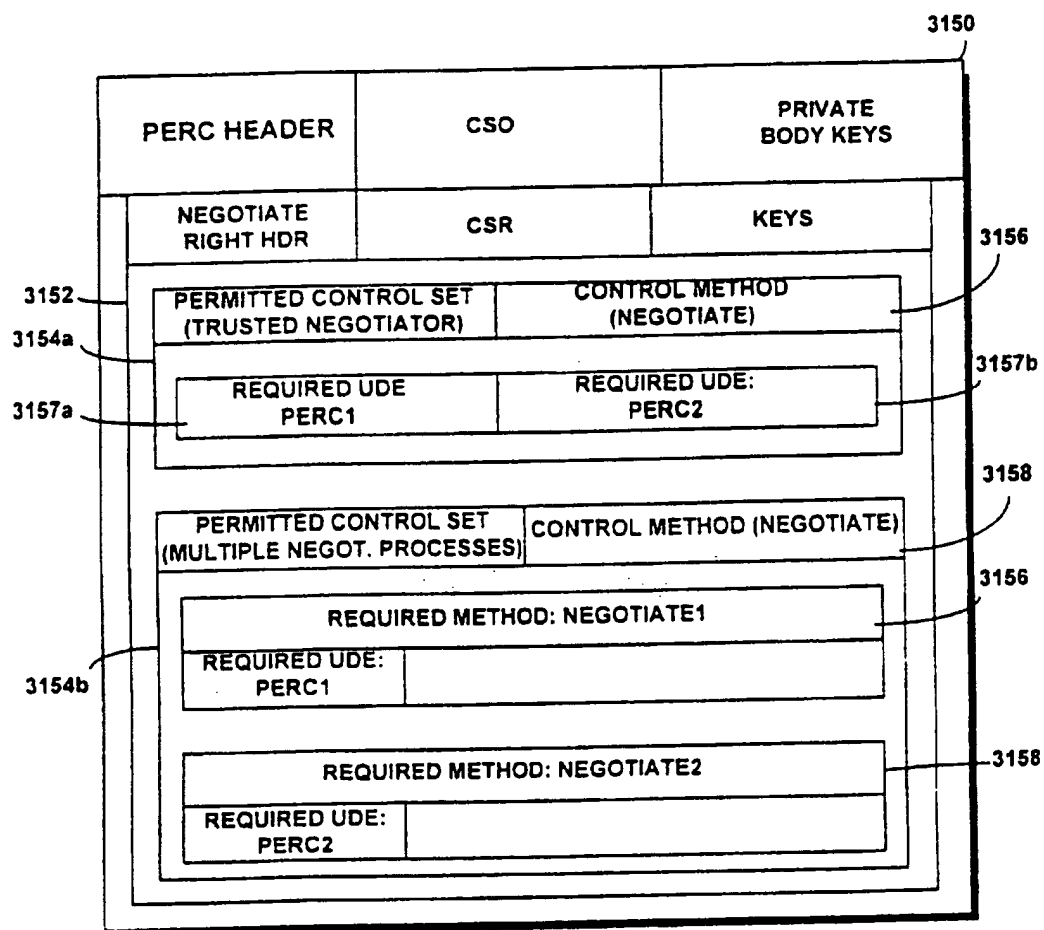 3150
PERC HEADER
CSO
PRIVATE
BODY KEYS
NEGOTIATE
RIGHT HDR
CSR
KEYS
3156
3152
PERMITTED CONTROL SET
(TRUSTED NEGOTIATOR)
CONTROL METHOD
(NEGOTIATE)
3154a
3157b
REQUIRED UDE
PERC1
REQUIRED UDE:
PERC2
3157a
3158
PERMITTED CONTROL SET
(MULTIPLE NEGOT. PROCESSES)
CONTROL METHOD (NEGOTIATE)
3156
REQUIRED METHOD: NEGOTIATE1
REQUIRED UDE:
PERC1
3154b
REQUIRED METHOD: NEGOTIATE2
3158
REQUIRED UDE:
PERC2